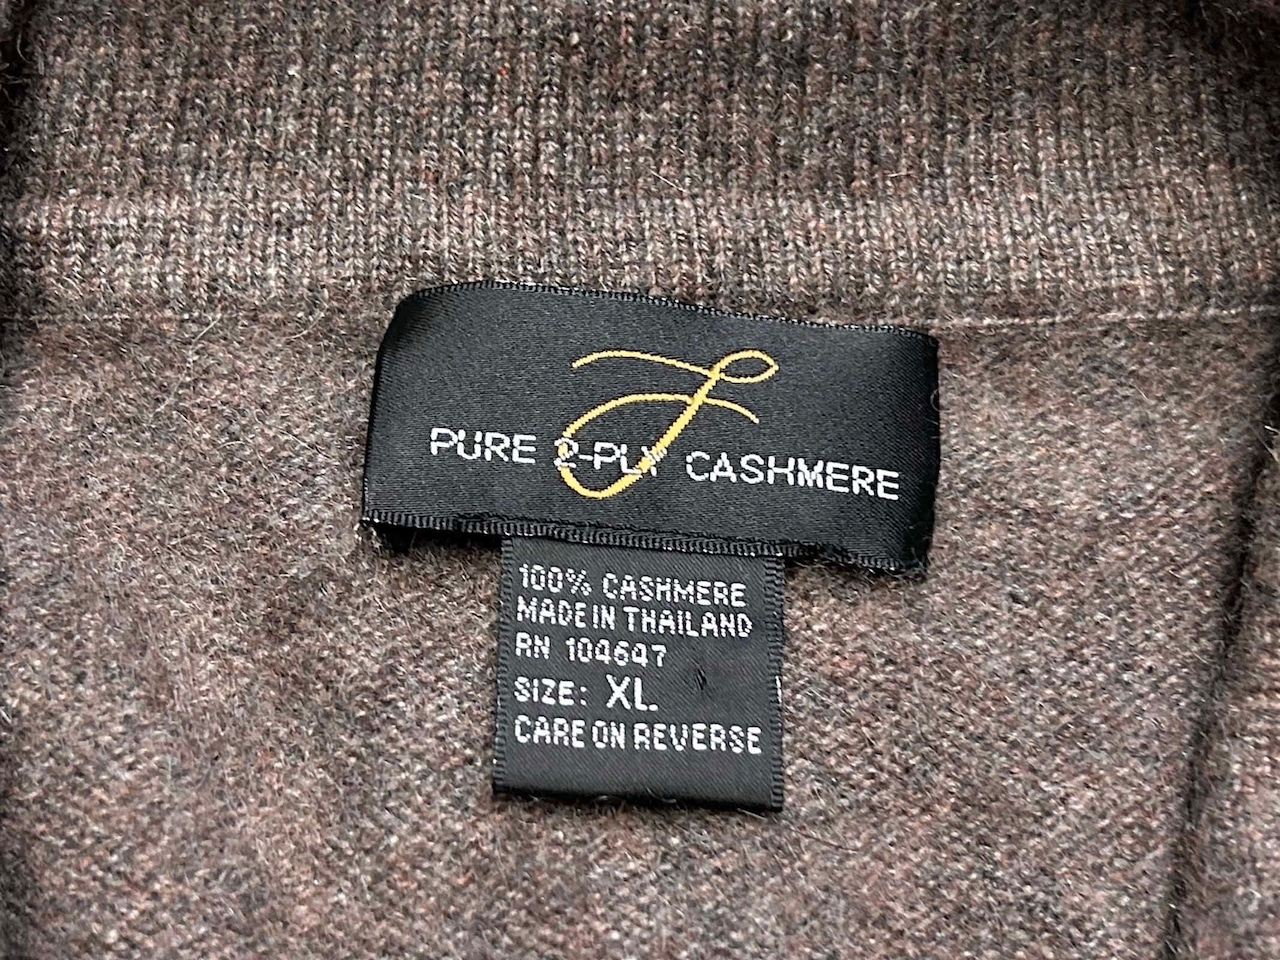 PURE 2-PLY CASHMERE
100% CASHMERE
MADE IN THAILAND
RN 104647
SIZE: XL
CARE ON REVERSE